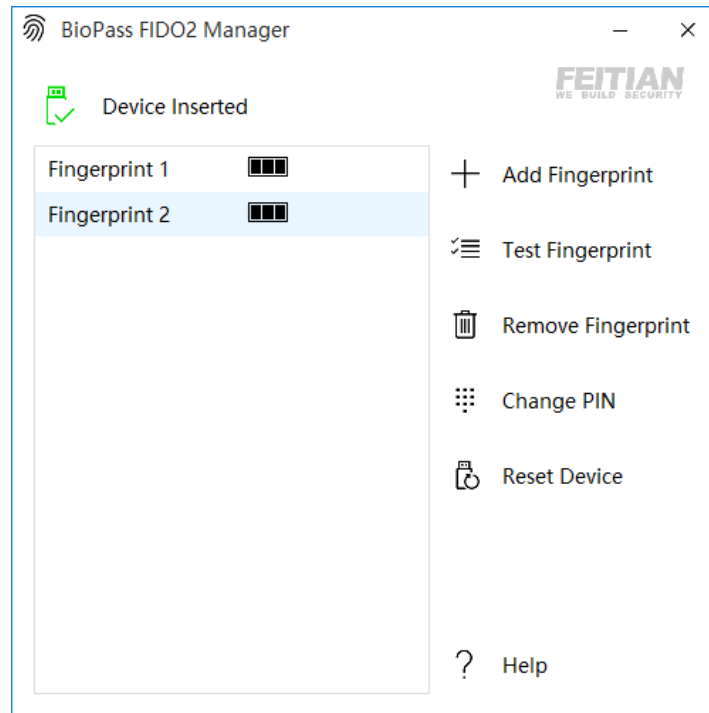 BioPass FIDO2 Manager
FEITIAN
WE BUILD SECURITY
Device Inserted
Fingerprint 1
Fingerprint 2
Add Fingerprint
Test Fingerprint
Remove Fingerprint
Change PIN
Reset Device
Help